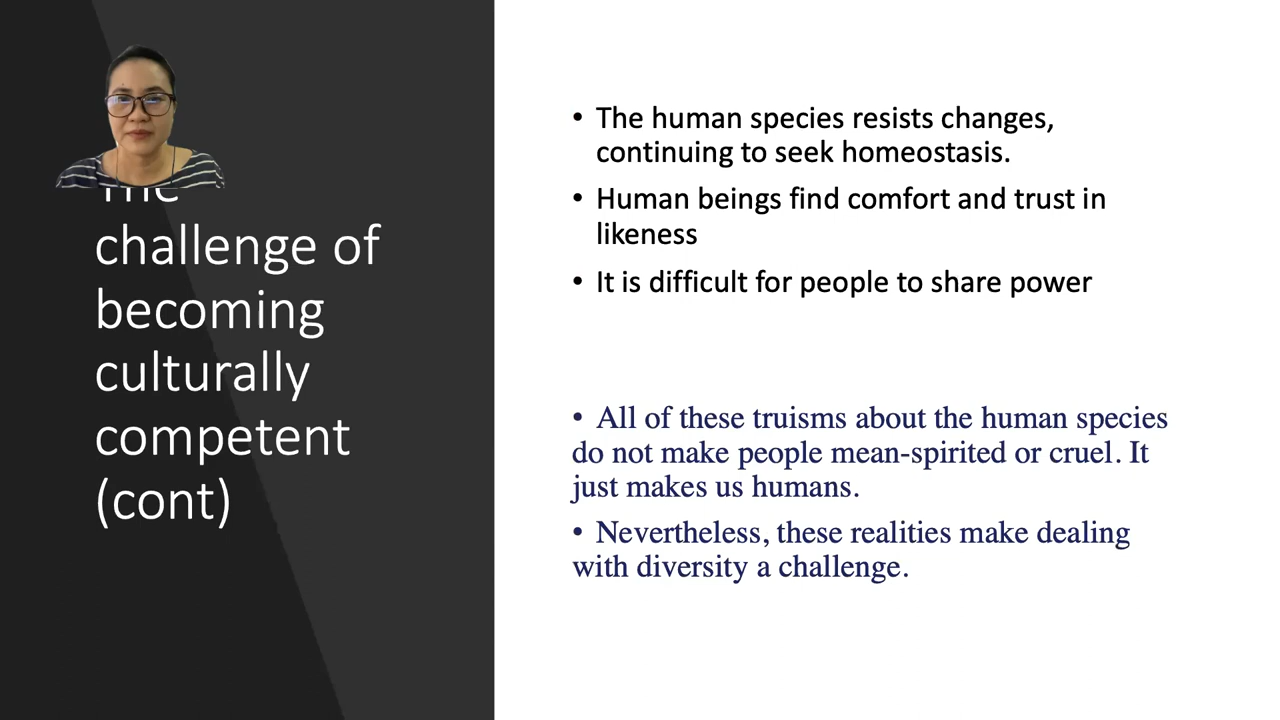 The
challenge of
becoming
culturally
competent
(cont)
• The human species resists changes,
continuing to seek homeostasis.
• Human beings find comfort and trust in
likeness
• It is difficult for people to share power
• All of these truisms about the human species
do not make people mean-spirited or cruel. It
just makes us humans.
• Nevertheless, these realities make dealing
with diversity a challenge.